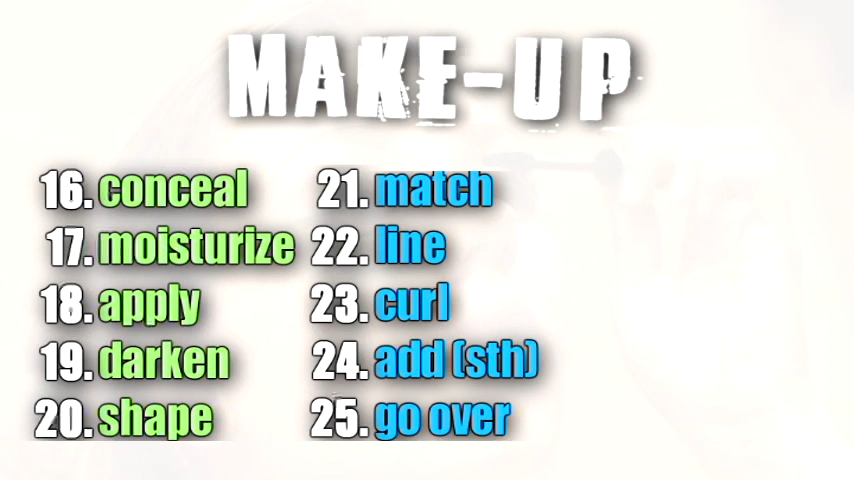 MAKE-UP
16. conceal
17. moisturize
18. apply
19. darken
20. shape
21. match
22. line
23. curl
24. add (sth)
25. go over